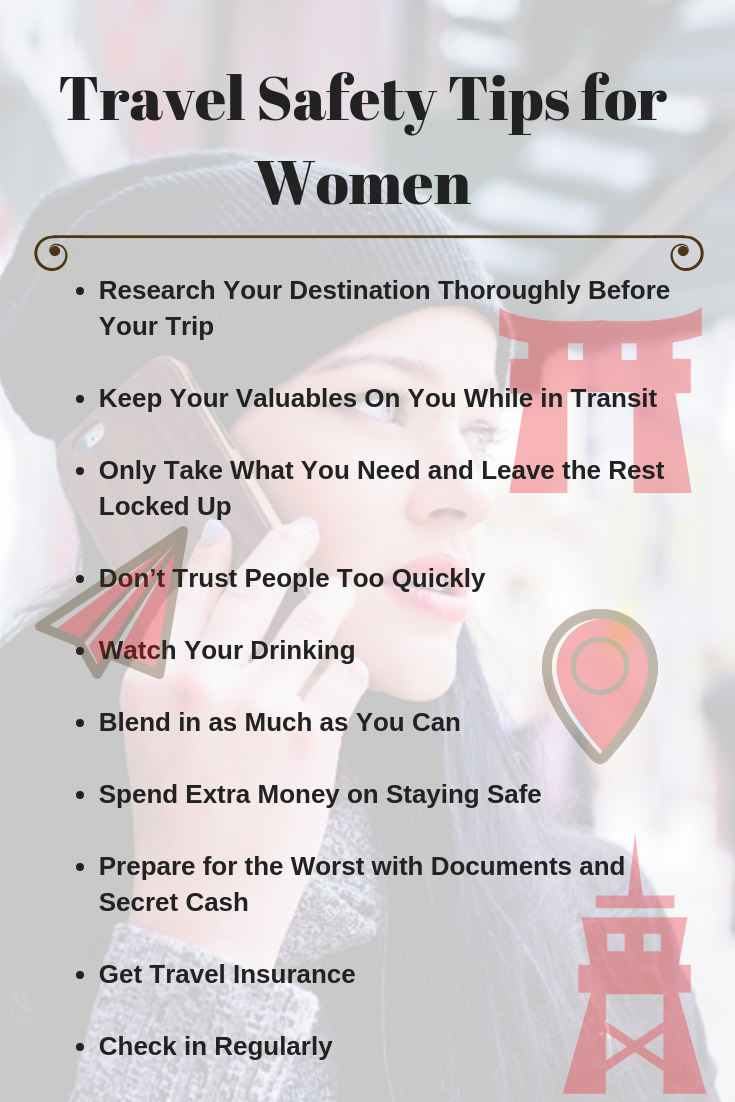 Travel Safety Tips for
Women
• Research Your Destination Thoroughly Before
Your Trip
• Keep Your Valuables On You While in Transit
• Only Take What You Need and Leave the Rest
Locked Up
• Don’t Trust People Too Quickly
• Watch Your Drinking
• Blend in as Much as You Can
• Spend Extra Money on Staying Safe
• Prepare for the Worst with Documents and
Secret Cash
• Get Travel Insurance
• Check in Regularly